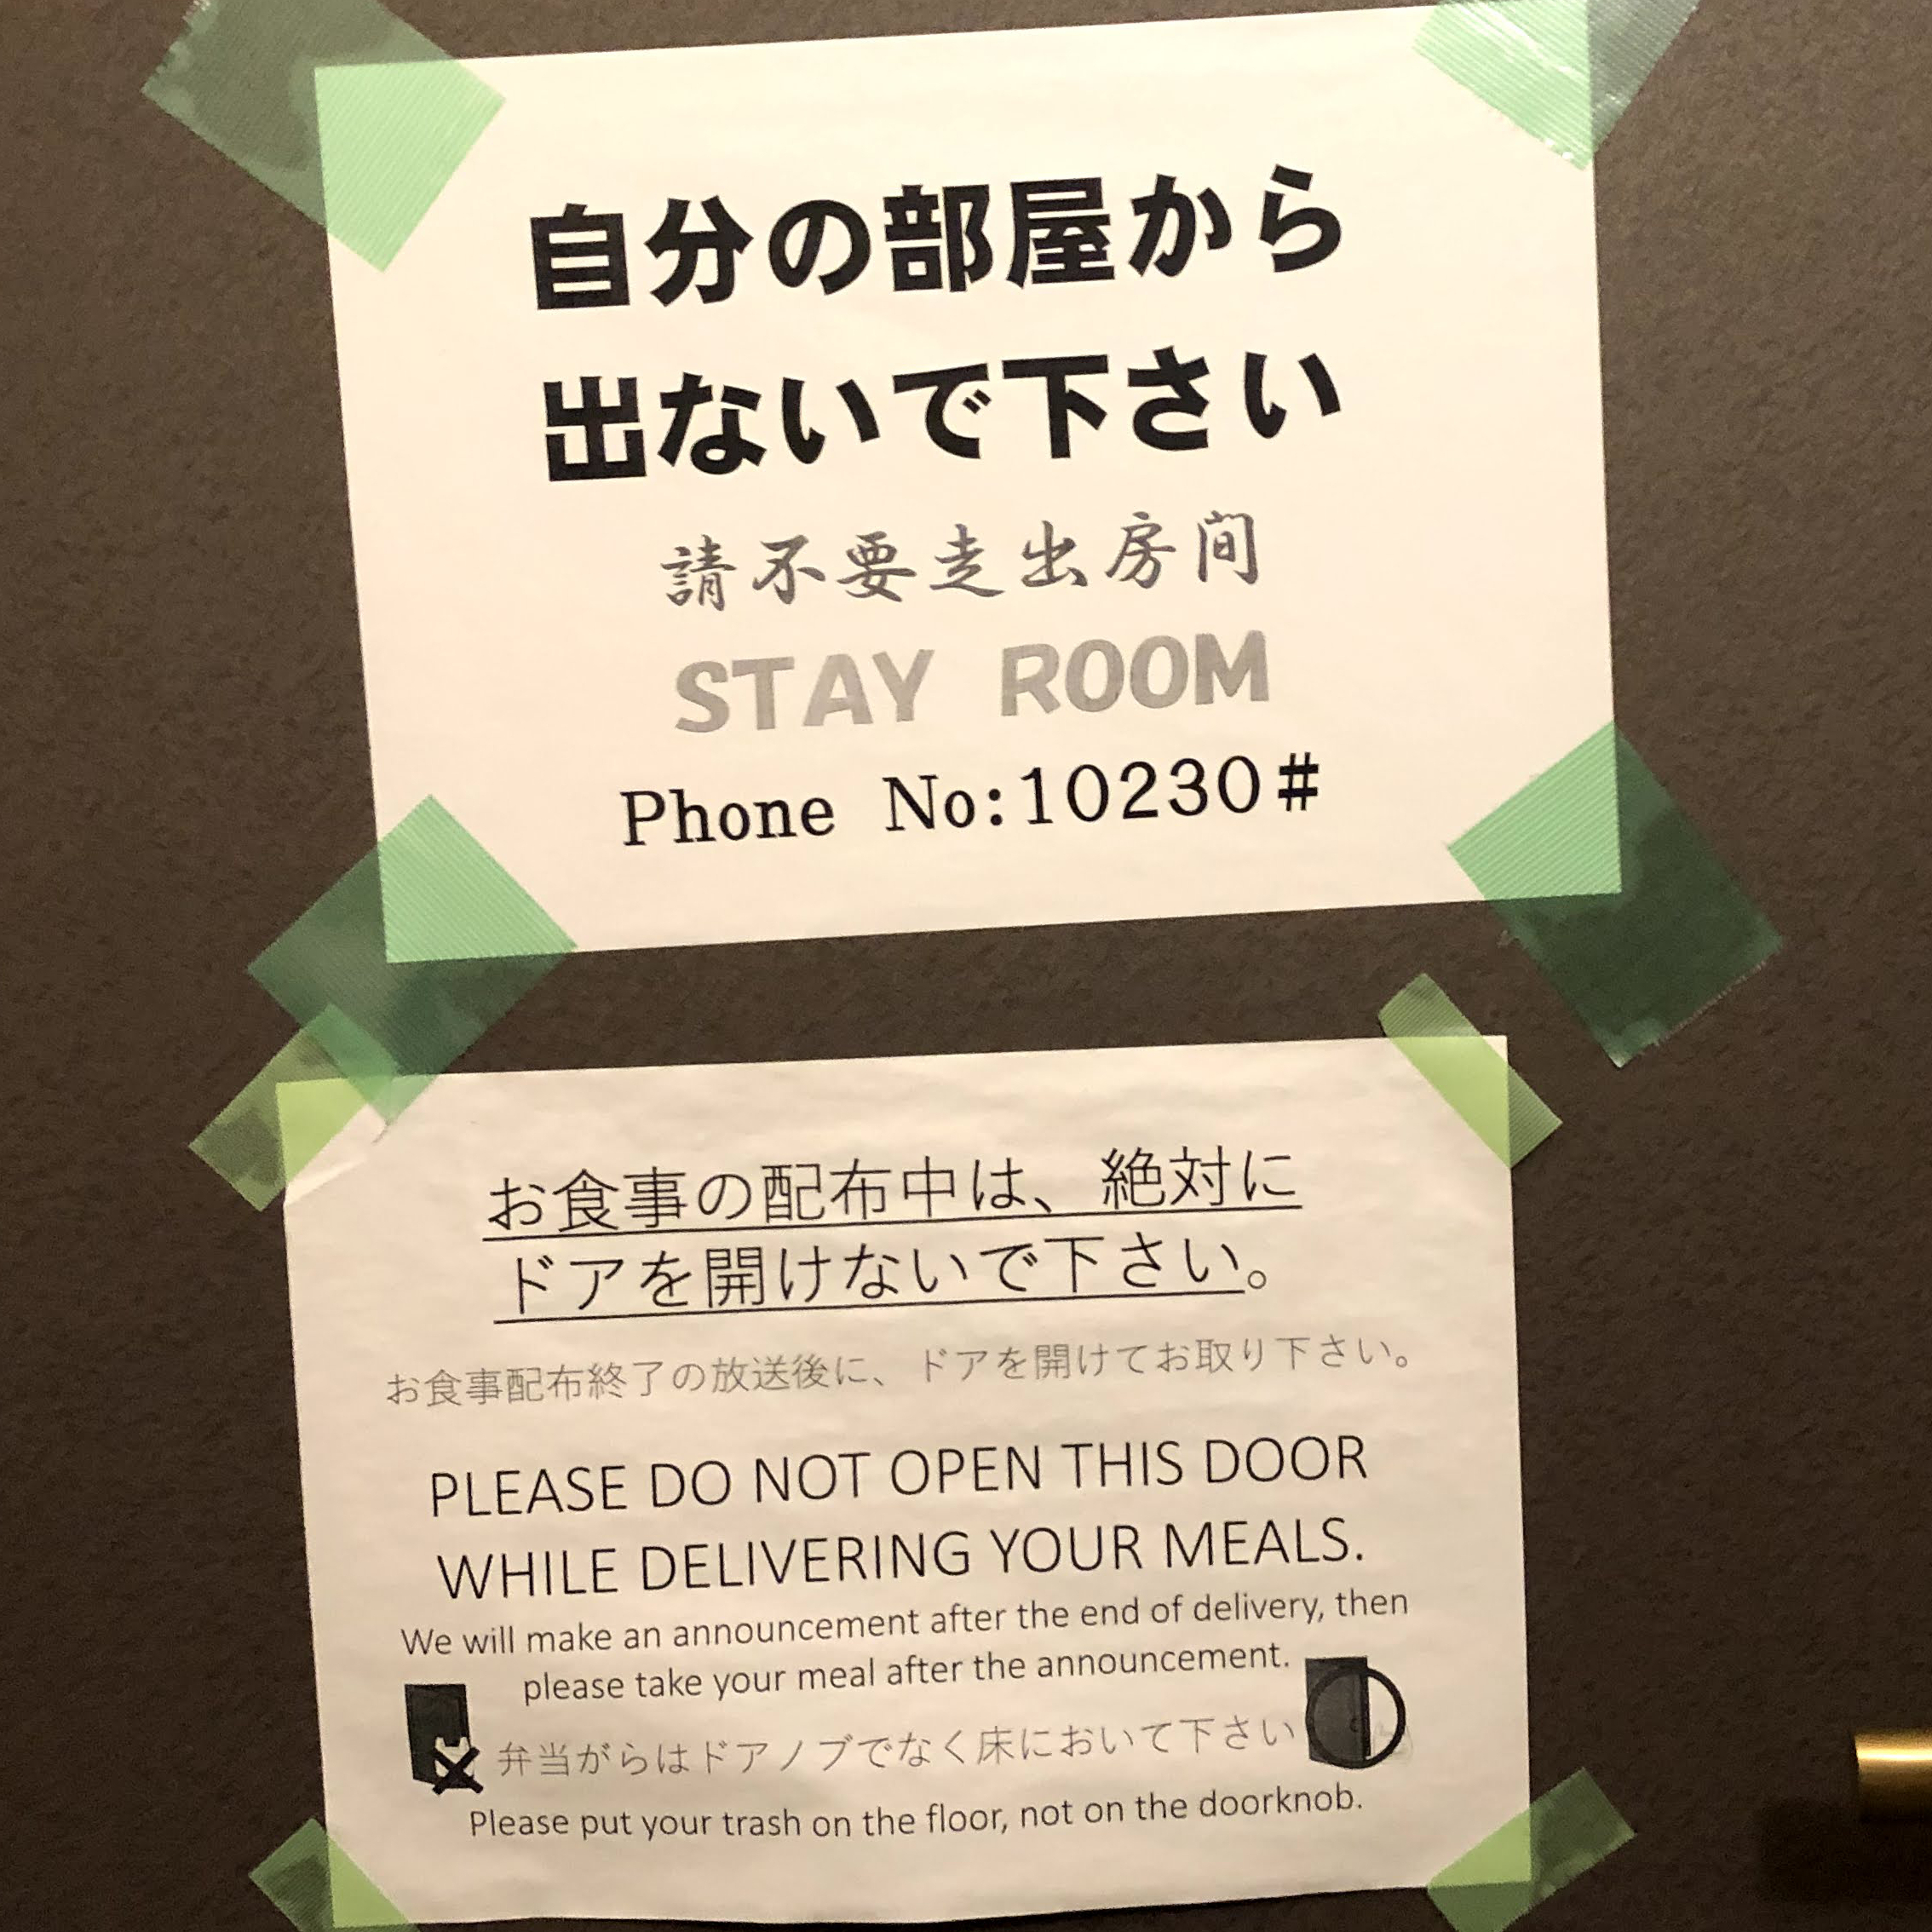 自分の部屋から
出ないで下さい
請不要走出房间
STAY ROOM
Phone No:10230#
お食事の配布中は、絶対に
ドアを開けないで下さい。
お食事配布終了の放送後に、ドアを開けてお取り下さい。
PLEASE DO NOT OPEN THIS DOOR
WHILE DELIVERING YOUR MEALS.
We will make an announcement after the end of delivery, then
please take your meal after the announcement.
弁当がらはドアノブでなく床において下さい
Please put your trash on the floor, not on the doorknob.